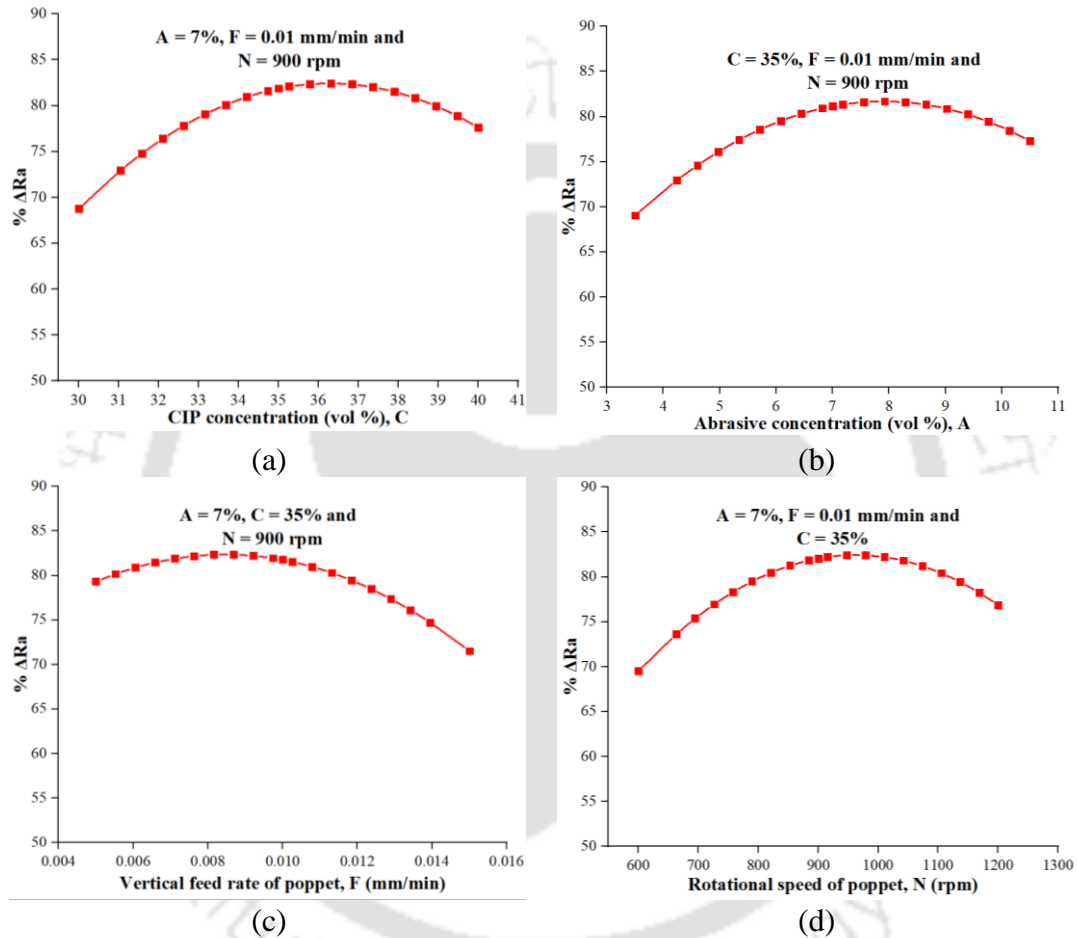 A = 7%, F = 0.01 mm/min and
N = 900 rpm
% ΔRa
90
85
80
75
70
65
60
55
50
30 31 32 33 34 35 36 37 38 39 40 41
CIP concentration (vol %), C
(a)
C = 35%, F = 0.01 mm/min and
N = 900 rpm
% ΔRa
90
85
80
75
70
65
60
55
50
3 4 5 6 7 8 9 10 11
Abrasive concentration (vol %), A
(b)
A = 7%, C = 35% and
N = 900 rpm
% ΔRa
90
85
80
75
70
65
60
55
50
0.004 0.006 0.008 0.010 0.012 0.014 0.016
Vertical feed rate of poppet, F (mm/min)
(c)
A = 7%, F = 0.01 mm/min and
C = 35%
% ΔRa
90
85
80
75
70
65
60
55
50
600 700 800 900 1000 1100 1200 1300
Rotational speed of poppet, N (rpm)
(d)